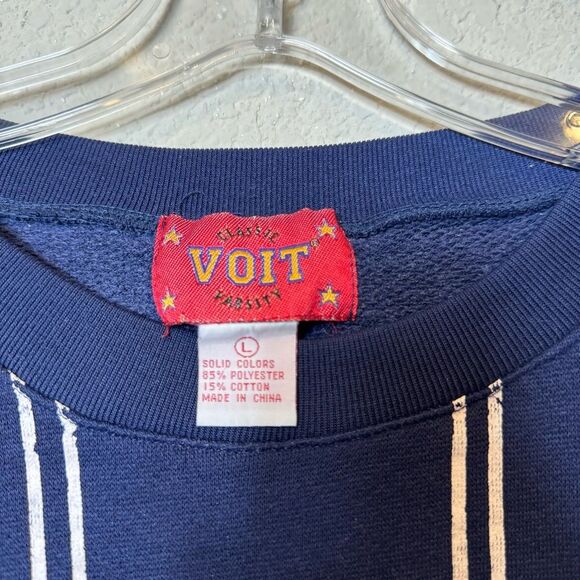 CLASSIC
VOIT®
VARSITY
L
SOLID COLORS
85% POLYESTER
15% COTTON
MADE IN CHINA